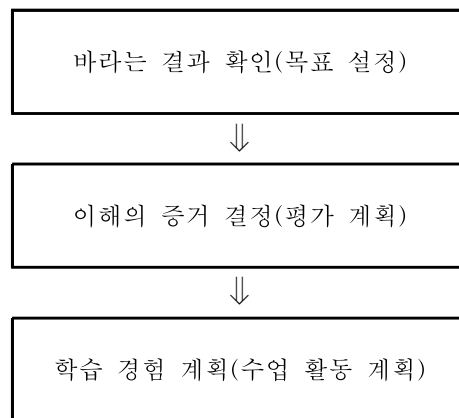 바라는 결과 확인(목표 설정)
⇓
이해의 증거 결정(평가 계획)
⇓
학습 경험 계획(수업 활동 계획)